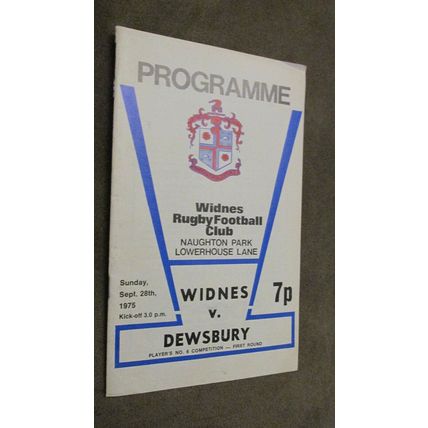 PROGRAMME
Widnes
Rugby Football
Club
NAUGHTON PARK
LOWERHOUSE LANE
Sunday,
Sept. 28th,
1975
Kick-off 3.0 p.m.
WIDNES
7p
v.
DEWSBURY
PLAYER'S NO. 6 COMPETITION — FIRST ROUND